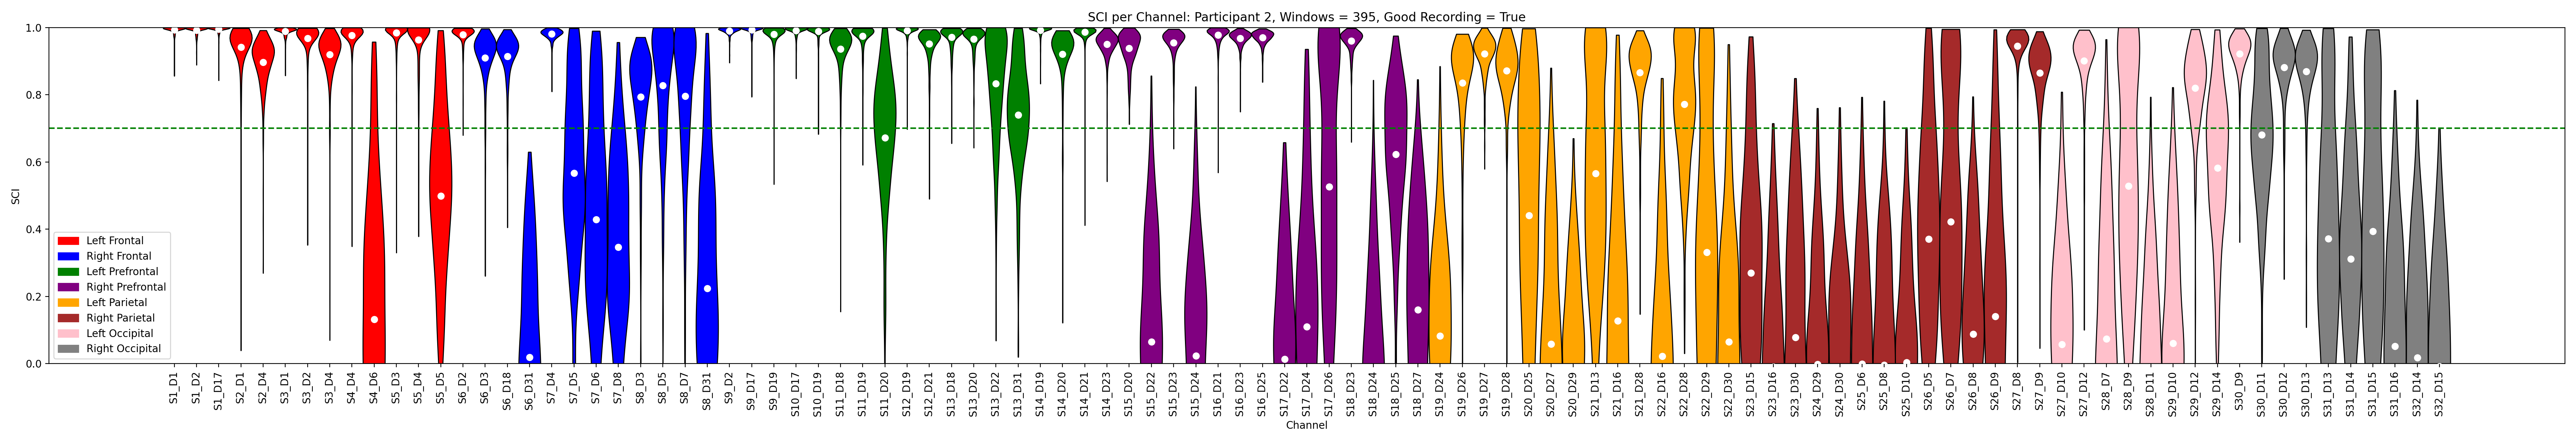 SCI per Channel: Participant 2, Windows = 395, Good Recording = True
1.0
0.8
0.6
0.4
0.2
0.0
SCI
Left Frontal
Right Frontal
Left Prefrontal
Right Prefrontal
Left Parietal
Right Parietal
Left Occipital
Right Occipital
S1_D1
S1_D2
S1_D17
S2_D1
S2_D4
S3_D1
S3_D2
S3_D4
S4_D4
S4_D6
S5_D3
S5_D4
S5_D5
S6_D2
S6_D3
S6_D18
S6_D31
S7_D4
S7_D5
S7_D6
S7_D8
S8_D3
S8_D5
S8_D7
S8_D31
S9_D2
S9_D17
S9_D19
S10_D17
S10_D19
S11_D18
S11_D19
S11_D20
S12_D19
S12_D21
S13_D18
S13_D20
S13_D22
S13_D31
S14_D19
S14_D20
S14_D21
S14_D23
S15_D20
S15_D22
S15_D23
S15_D24
S16_D21
S16_D23
S16_D25
S17_D22
S17_D24
S17_D26
S18_D23
S18_D24
S18_D25
S18_D27
S19_D24
S19_D26
S19_D27
S19_D28
S20_D25
S20_D27
S20_D29
S21_D13
S21_D16
S21_D28
S22_D16
S22_D28
S22_D29
S22_D30
S23_D15
S23_D16
S23_D30
S24_D29
S24_D30
S25_D6
S25_D8
S25_D10
S26_D5
S26_D7
S26_D8
S26_D9
S27_D8
S27_D9
S27_D10
S27_D12
S28_D7
S28_D9
S28_D11
S29_D10
S29_D12
S29_D14
S30_D9
S30_D11
S30_D12
S30_D13
S31_D13
S31_D14
S31_D15
S31_D16
S32_D14
S32_D15
Channel